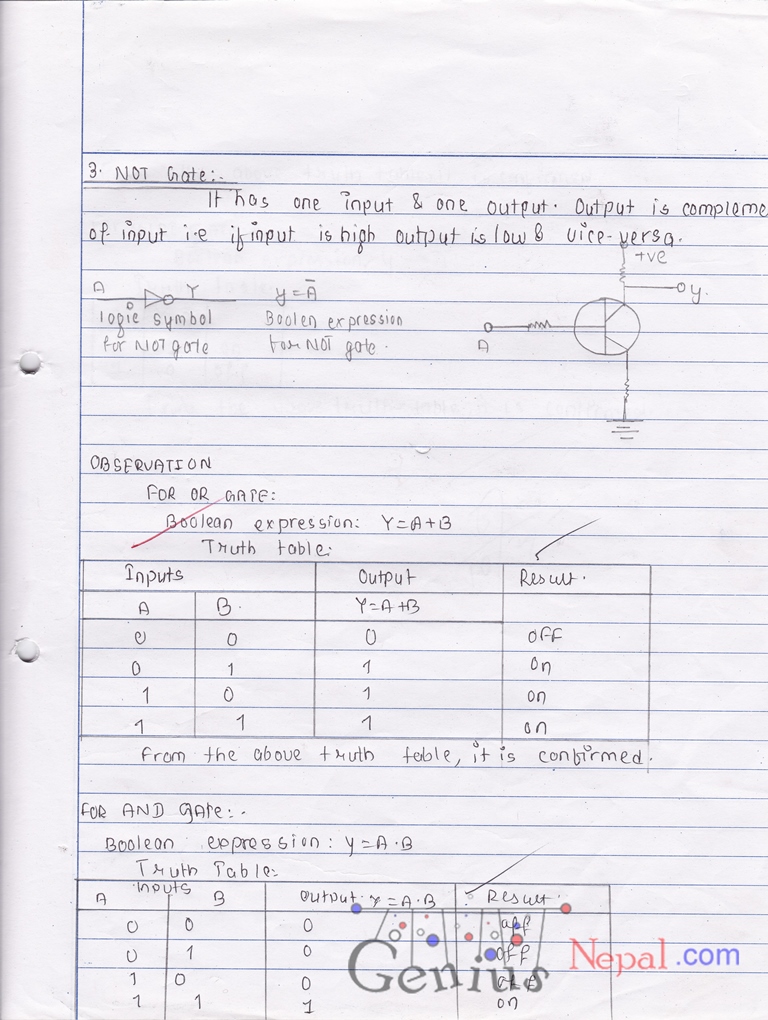 3. NOT Gate:-
It has one input & one output. Output is compleme
of input i.e if input is high output is low & vice-versa.
+ve
A Y y = Ā
y.
logic symbol Boolen expression
for NOT gate for NOT gate.
A
OBSERVATION
FOR OR GATE:
Boolean expression: Y=A+B
Truth table:
Inputs Output Result.
A B. Y=A+B
0 0 0 off
0 1 1 on
1 0 1 on
1 1 1 on
from the above truth table, it is confirmed.
FOR AND Gate:-
Boolean expression: y=A.B
Truth Table:
Inputs
A B Output. Y=A.B Result.
0 0 0 off
0 1 0 off
1 0 0 off
1 1 1 on
Genius Nepal.com